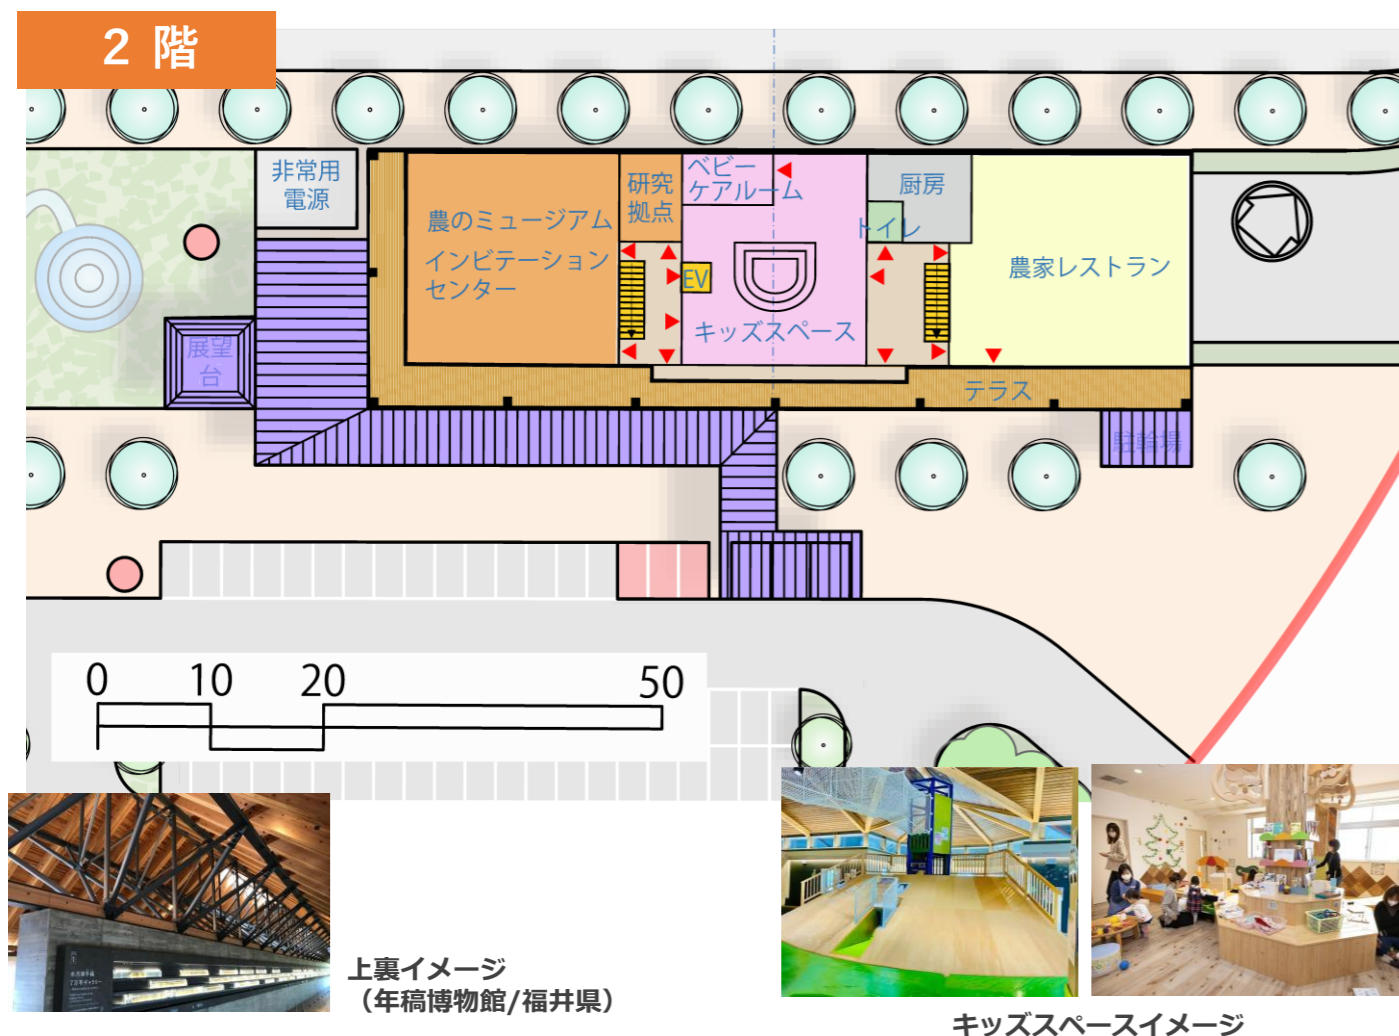 2 階
非常用
電源
農のミュージアム
インビテーション
センター
研究
拠点
ベビー
ケアルーム
厨房
トイレ
EV
キッズスペース
農家レストラン
展望
台
テラス
駐輪場
0 10 20 50
上裏イメージ
（年稿博物館/福井県）
キッズスペースイメージ